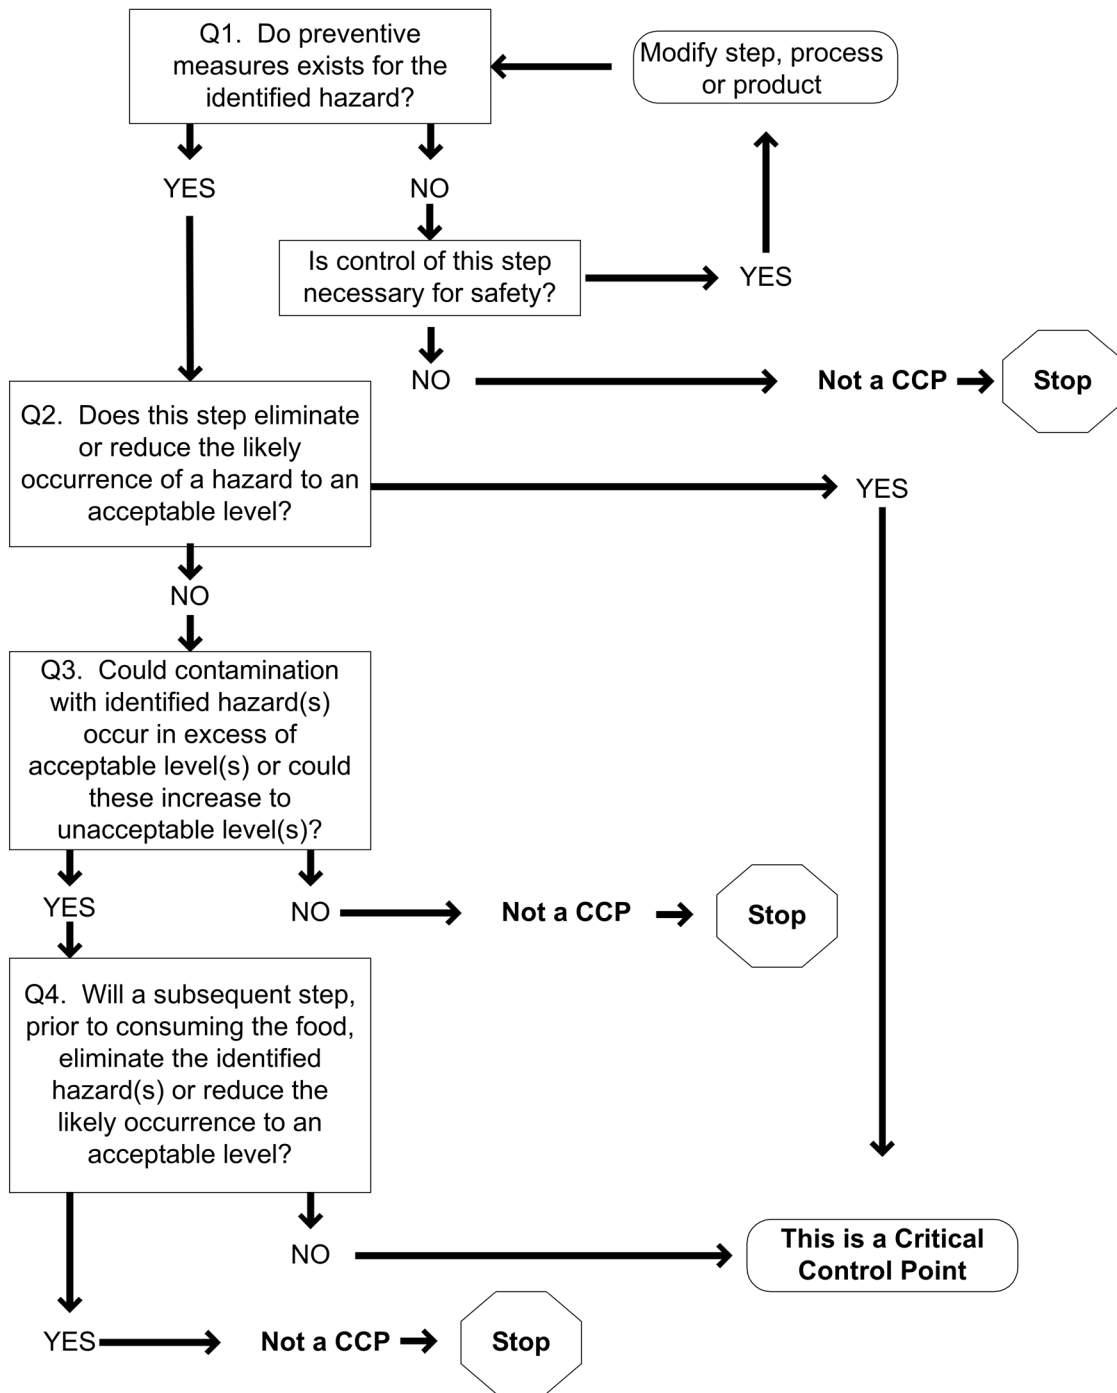 Q1.  Do preventive
measures exists for the
identified hazard?
Modify step, process
or product
YES
NO
Is control of this step
necessary for safety?
YES
NO
Not a CCP
Stop
Q2.  Does this step eliminate
or reduce the likely
occurrence of a hazard to an
acceptable level?
YES
NO
Q3.  Could contamination
with identified hazard(s)
occur in excess of
acceptable level(s) or could
these increase to
unacceptable level(s)?
YES
NO
Not a CCP
Stop
Q4.  Will a subsequent step,
prior to consuming the food,
eliminate the identified
hazard(s) or reduce the
likely occurrence to an
acceptable level?
NO
This is a Critical
Control Point
YES
Not a CCP
Stop